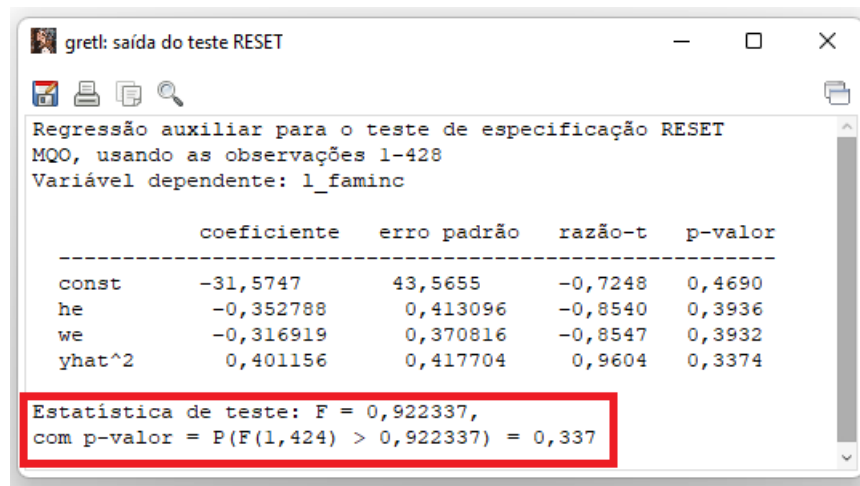 gretl: saída do teste RESET
Regressão auxiliar para o teste de especificação RESET
MQO, usando as observações 1-428
Variável dependente: l_faminc
coeficiente erro padrão razão-t p-valor
-------------------------------------------------------
const -31,5747 43,5655 -0,7248 0,4690
he -0,352788 0,413096 -0,8540 0,3936
we -0,316919 0,370816 -0,8547 0,3932
yhat^2 0,401156 0,417704 0,9604 0,3374
Estatística de teste: F = 0,922337,
com p-valor = P(F(1,424) > 0,922337) = 0,337